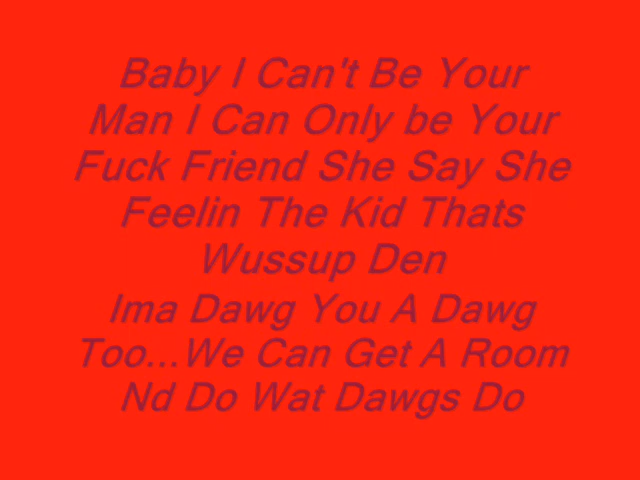 Baby I Can't Be Your
Man I Can Only be Your
Fuck Friend She Say She
Feelin The Kid Thats
Wussup Den
Ima Dawg You A Dawg
Too...We Can Get A Room
Nd Do Wat Dawgs Do